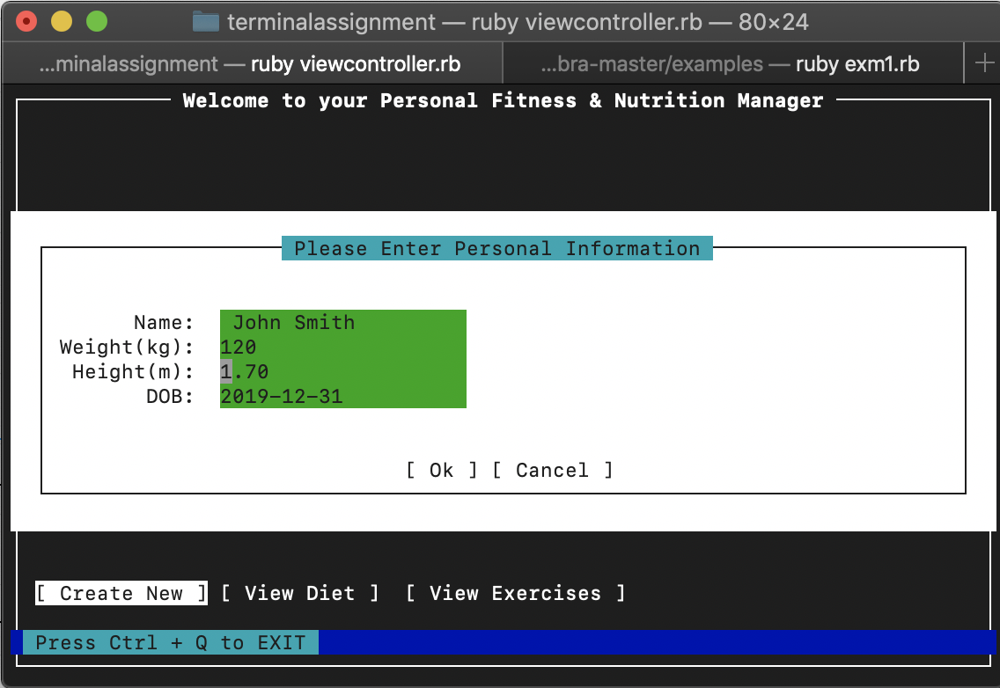 terminalassignment — ruby viewcontroller.rb — 80×24
...minalassignment — ruby viewcontroller.rb ...bra-master/examples — ruby exm1.rb +
Welcome to your Personal Fitness & Nutrition Manager
Please Enter Personal Information
Name: John Smith
Weight(kg): 120
Height(m): 1.70
DOB: 2019-12-31
[ Ok ] [ Cancel ]
[ Create New ] [ View Diet ] [ View Exercises ]
Press Ctrl + Q to EXIT